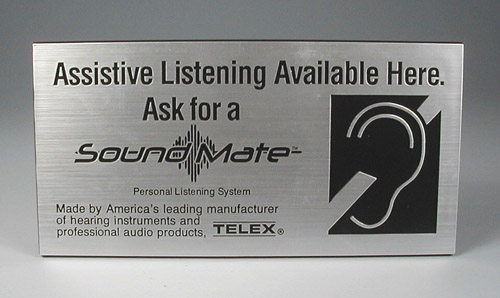 Assistive Listening Available Here.
Ask for a
SoundMate™
Personal Listening System
Made by America's leading manufacturer
of hearing instruments and
professional audio products, TELEX®